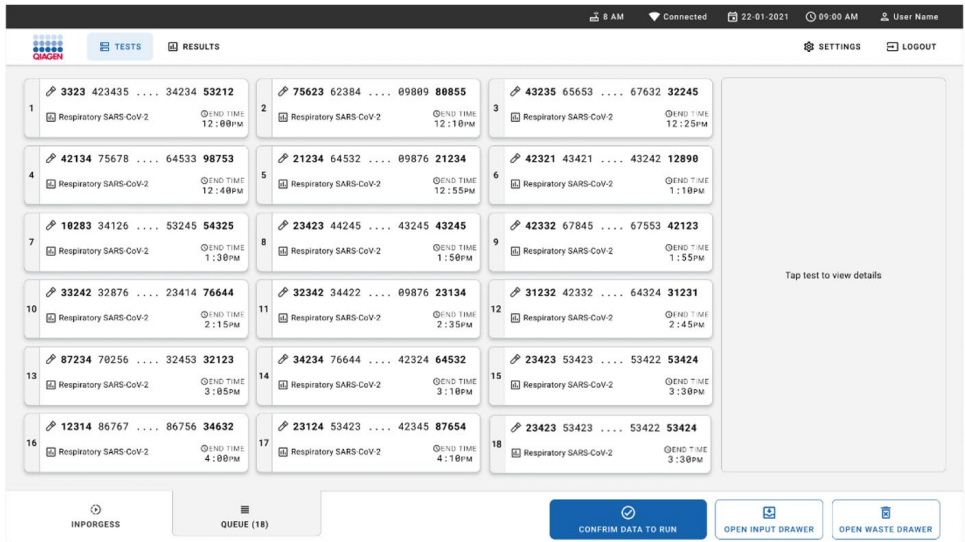 8 AM Connected 22-01-2021 09:00 AM User Name
QIAGEN TESTS RESULTS SETTINGS LOGOUT
1 3323 423435 .... 34234 53212
Respiratory SARS-CoV-2 END TIME
12:00PM
2 75623 62384 .... 09809 80855
Respiratory SARS-CoV-2 END TIME
12:10PM
3 43235 65653 .... 67632 32245
Respiratory SARS-CoV-2 END TIME
12:25PM
4 42134 75678 .... 64533 98753
Respiratory SARS-CoV-2 END TIME
12:40PM
5 21234 64532 .... 09876 21234
Respiratory SARS-CoV-2 END TIME
12:55PM
6 42321 43421 .... 43242 12890
Respiratory SARS-CoV-2 END TIME
1:10PM
7 10283 34126 .... 53245 54325
Respiratory SARS-CoV-2 END TIME
1:30PM
8 23423 44245 .... 43245 43245
Respiratory SARS-CoV-2 END TIME
1:50PM
9 42332 67845 .... 67553 42123
Respiratory SARS-CoV-2 END TIME
1:55PM
10 33242 32876 .... 23414 76644
Respiratory SARS-CoV-2 END TIME
2:15PM
11 32342 34422 .... 09876 23134
Respiratory SARS-CoV-2 END TIME
2:35PM
12 31232 42332 .... 64324 31231
Respiratory SARS-CoV-2 END TIME
2:45PM
13 87234 70256 .... 32453 32123
Respiratory SARS-CoV-2 END TIME
3:05PM
14 34234 76644 .... 42324 64532
Respiratory SARS-CoV-2 END TIME
3:10PM
15 23423 53423 .... 53422 53424
Respiratory SARS-CoV-2 END TIME
3:30PM
16 12314 86767 .... 86756 34632
Respiratory SARS-CoV-2 END TIME
4:00PM
17 23124 53423 .... 42345 87654
Respiratory SARS-CoV-2 END TIME
4:10PM
18 23423 53423 .... 53422 53424
Respiratory SARS-CoV-2 END TIME
3:30PM
Tap test to view details
INPORGESS QUEUE (18) CONFRIM DATA TO RUN OPEN INPUT DRAWER OPEN WASTE DRAWER